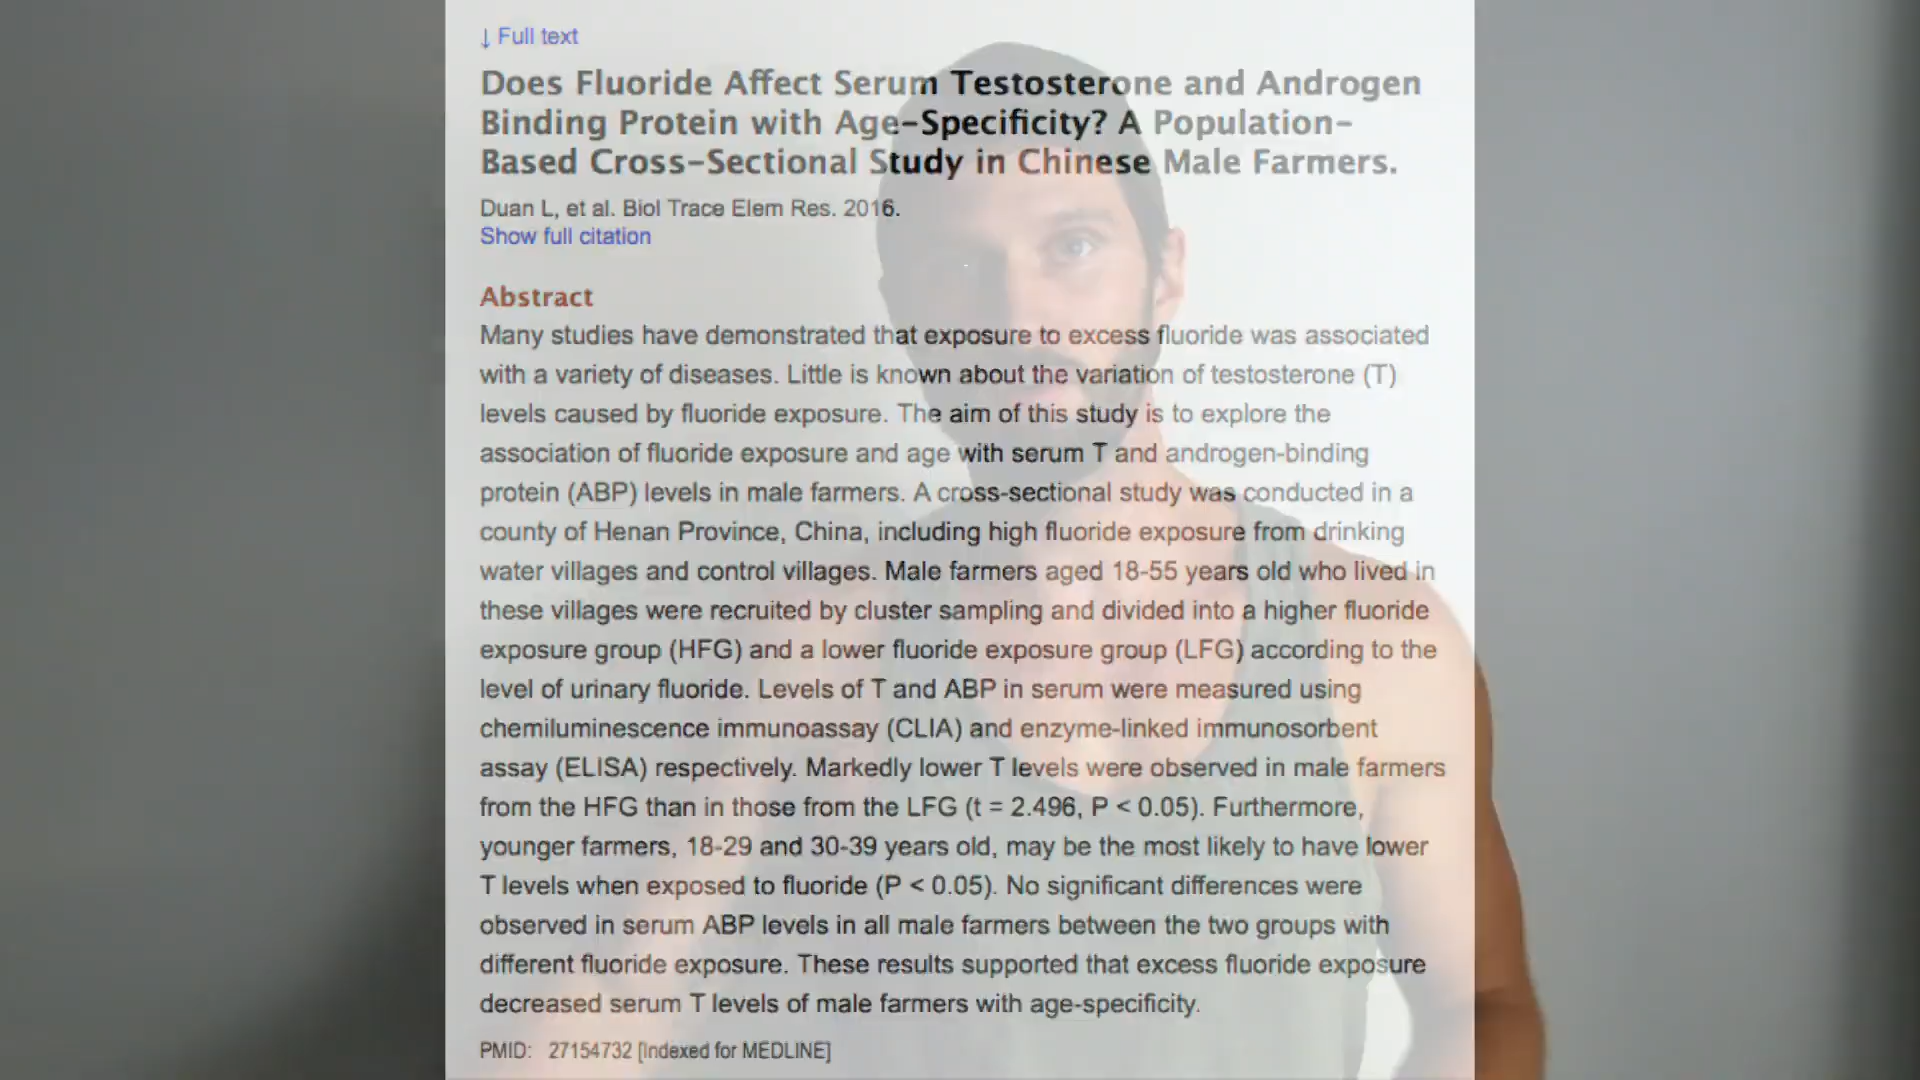 ↓ Full text
Does Fluoride Affect Serum Testosterone and Androgen
Binding Protein with Age-Specificity? A Population-
Based Cross-Sectional Study in Chinese Male Farmers.
Duan L, et al. Biol Trace Elem Res. 2016.
Show full citation
Abstract
Many studies have demonstrated that exposure to excess fluoride was associated
with a variety of diseases. Little is known about the variation of testosterone (T)
levels caused by fluoride exposure. The aim of this study is to explore the
association of fluoride exposure and age with serum T and androgen-binding
protein (ABP) levels in male farmers. A cross-sectional study was conducted in a
county of Henan Province, China, including high fluoride exposure from drinking
water villages and control villages. Male farmers aged 18-55 years old who lived in
these villages were recruited by cluster sampling and divided into a higher fluoride
exposure group (HFG) and a lower fluoride exposure group (LFG) according to the
level of urinary fluoride. Levels of T and ABP in serum were measured using
chemiluminescence immunoassay (CLIA) and enzyme-linked immunosorbent
assay (ELISA) respectively. Markedly lower T levels were observed in male farmers
from the HFG than in those from the LFG (t = 2.496, P < 0.05). Furthermore,
younger farmers, 18-29 and 30-39 years old, may be the most likely to have lower
T levels when exposed to fluoride (P < 0.05). No significant differences were
observed in serum ABP levels in all male farmers between the two groups with
different fluoride exposure. These results supported that excess fluoride exposure
decreased serum T levels of male farmers with age-specificity.
PMID: 27154732 [Indexed for MEDLINE]